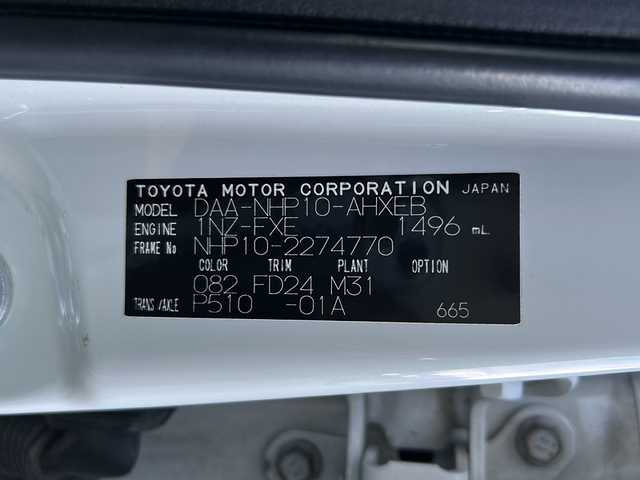 TOYOTA MOTOR CORPORATION JAPAN
MODEL DAA-NHP10-AHXEB
ENGINE 1NZ-FXE 1496 mL
FRAME No NHP10-2274770
COLOR TRIM PLANT OPTION
082 FD24 M31
TRANS/AXLE P510 -01A 665